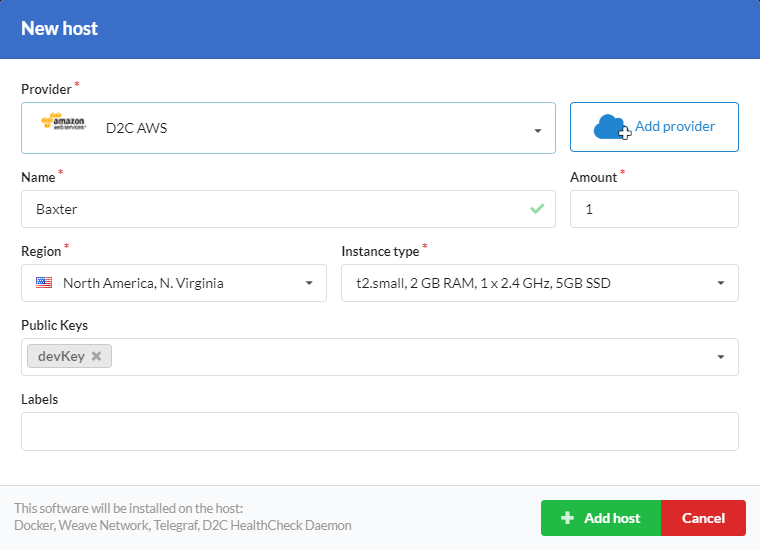 New host
Provider *
amazon
web services™
D2C AWS
Add provider
Name *
Amount *
Baxter
1
Region *
Instance type *
North America, N. Virginia
t2.small, 2 GB RAM, 1 x 2.4 GHz, 5GB SSD
Public Keys
devKey
Labels
This software will be installed on the host:
Docker, Weave Network, Telegraf, D2C HealthCheck Daemon
Add host
Cancel